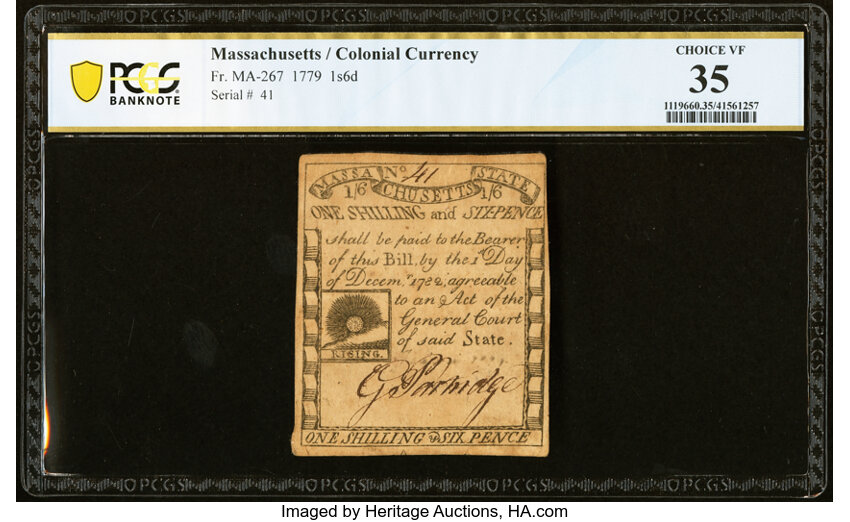 PCGS
BANKNOTE
Massachusetts / Colonial Currency
Fr. MA-267 1779 1s6d
Serial # 41
CHOICE VF
35
1119660.35/41561257
MASSA No 41 STATE
1/6 CHUSETTS 1/6
ONE SHILLING and SIX-PENCE
shall be paid to the Bearer
of this Bill, by the 1st Day
of Decemr. 1782, agreeable
to an Act of the
General Court
of said State.
RISING.
G Partridge
ONE SHILLING & SIX PENCE
Imaged by Heritage Auctions, HA.com